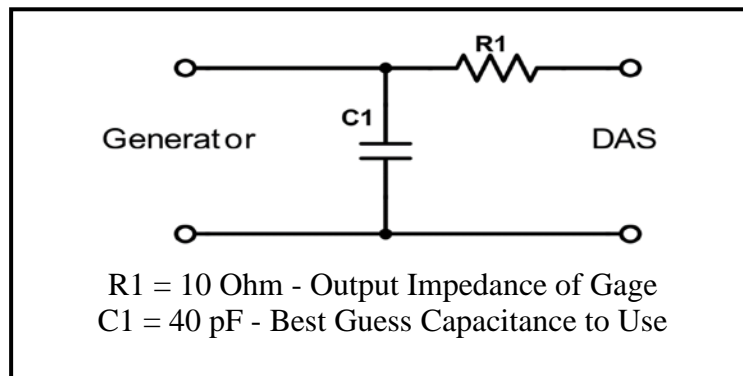 R1
C1
Generator
DAS
R1 = 10 Ohm - Output Impedance of Gage
C1 = 40 pF - Best Guess Capacitance to Use